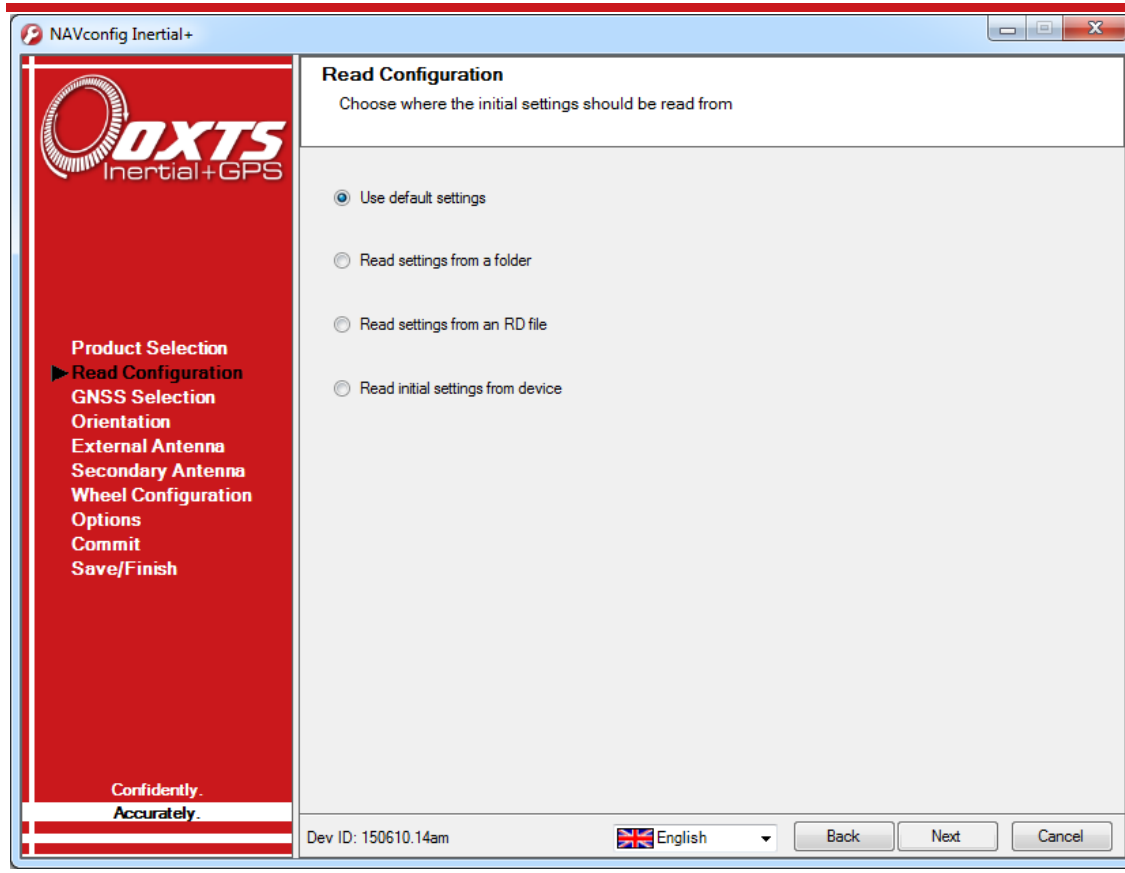 NAVconfig Inertial+
OXTS
Inertial+GPS
Read Configuration
Choose where the initial settings should be read from
Use default settings
Read settings from a folder
Read settings from an RD file
Read initial settings from device
Product Selection
Read Configuration
GNSS Selection
Orientation
External Antenna
Secondary Antenna
Wheel Configuration
Options
Commit
Save/Finish
Confidently.
Accurately.
Dev ID: 150610.14am
English
Back
Next
Cancel